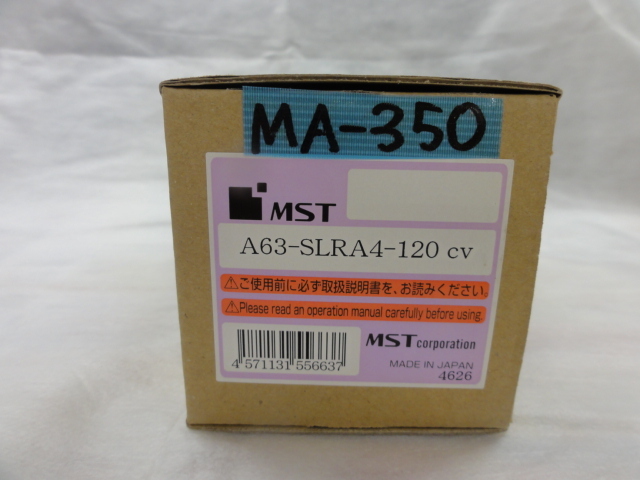 MA-350
MST
A63-SLRA4-120 cv
⚠ご使用前に必ず取扱説明書を、お読みください。
⚠Please read an operation manual carefully before using.
4 571131 556637
MST corporation
MADE IN JAPAN
4626